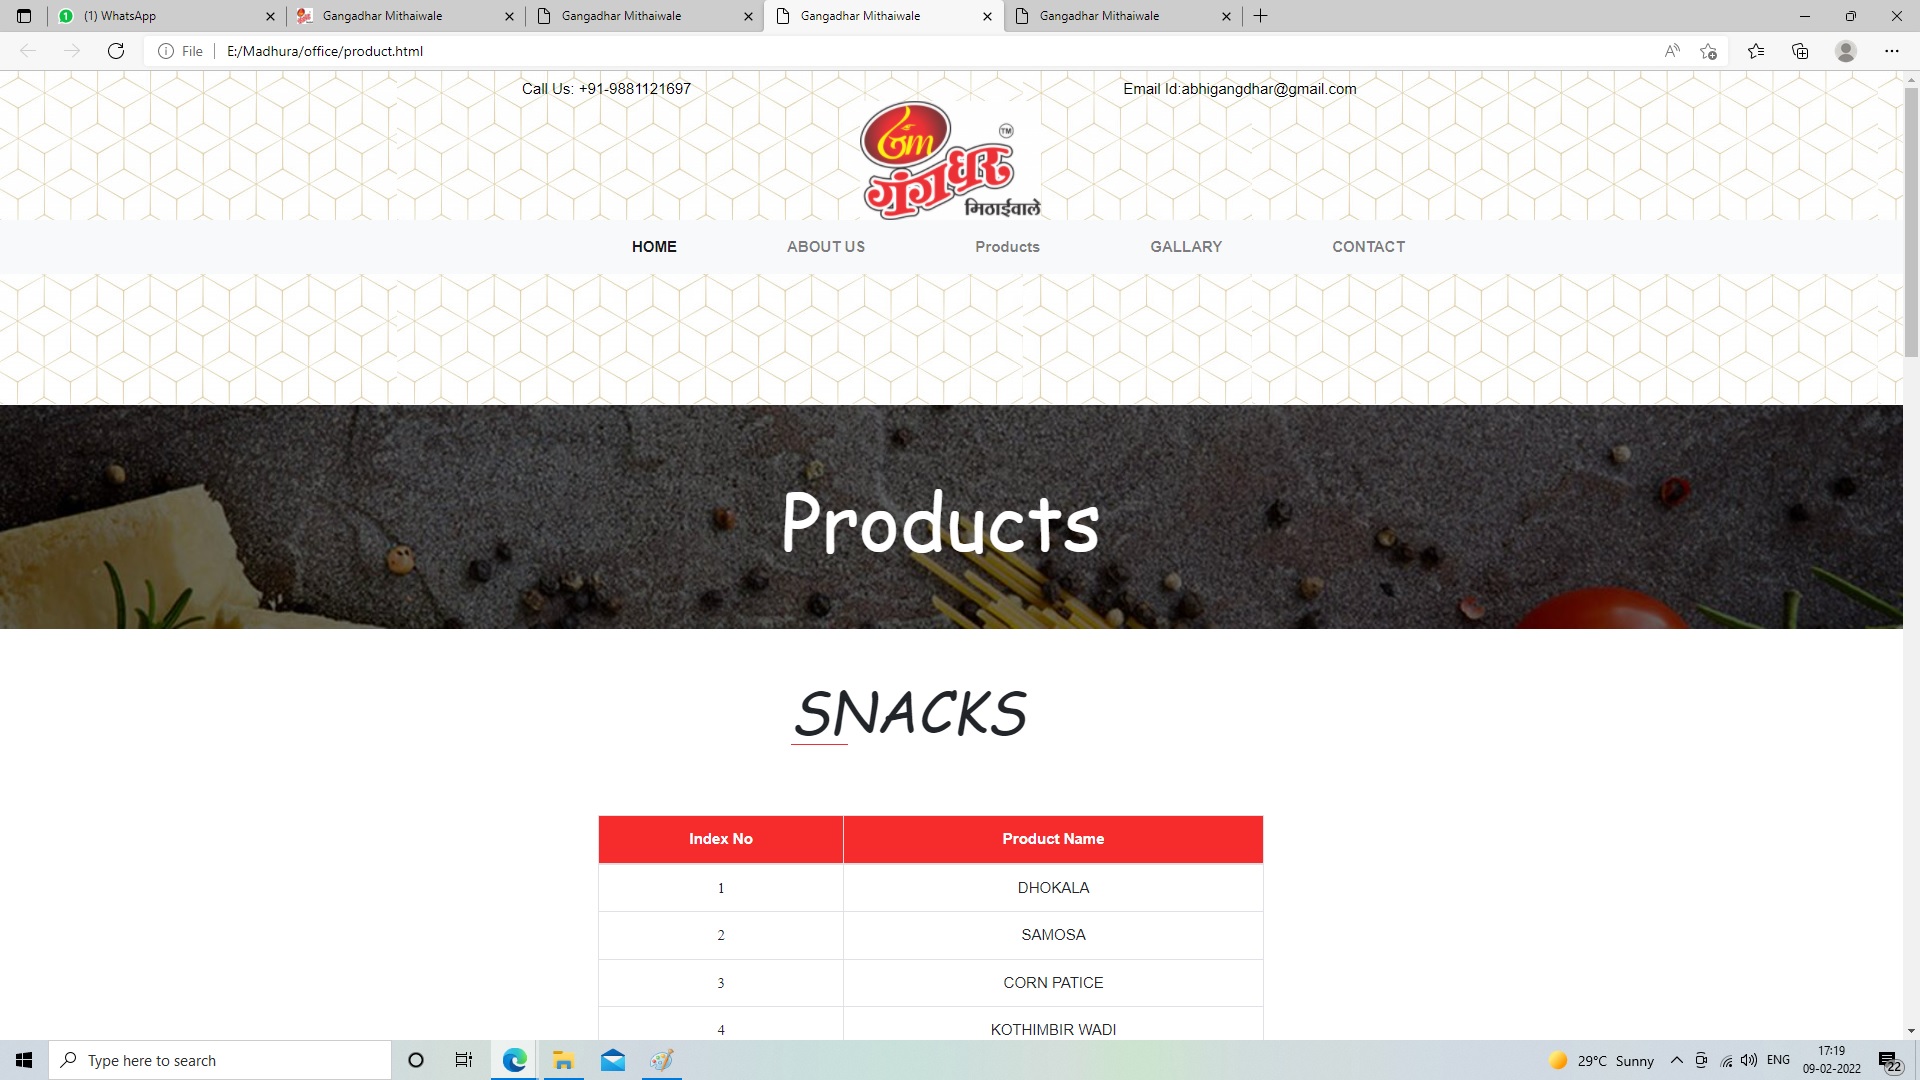 (1) WhatsApp
Gangadhar Mithaiwale
Gangadhar Mithaiwale
Gangadhar Mithaiwale
Gangadhar Mithaiwale
File
E:/Madhura/office/product.html
Call Us: +91-9881121697
Email Id:abhigangdhar@gmail.com
Gm
TM
गंगाधर
मिठाईवाले
HOME
ABOUT US
Products
GALLARY
CONTACT
Products
SNACKS
Index No Product Name
1 DHOKALA
2 SAMOSA
3 CORN PATICE
4 KOTHIMBIR WADI
Type here to search
29°C Sunny
ENG
17:19
09-02-2022
22